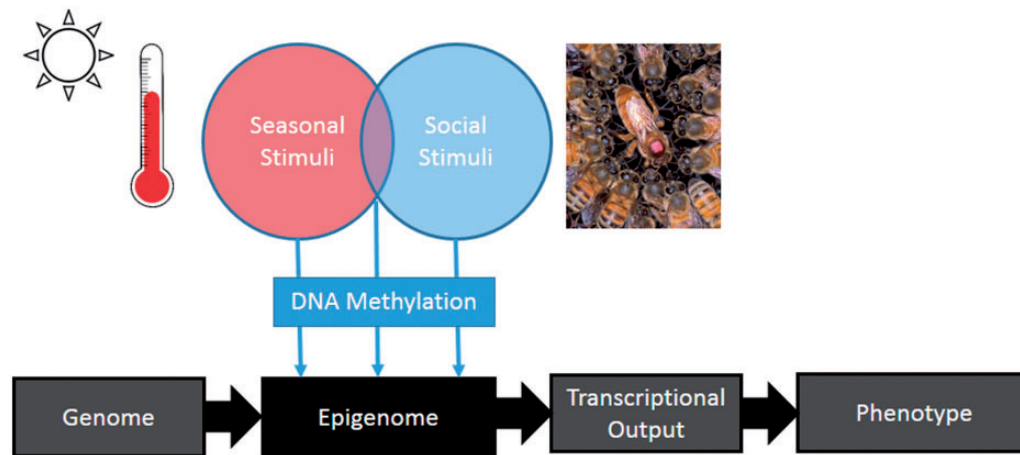 Seasonal
Stimuli
Social
Stimuli
DNA Methylation
Genome
Epigenome
Transcriptional
Output
Phenotype